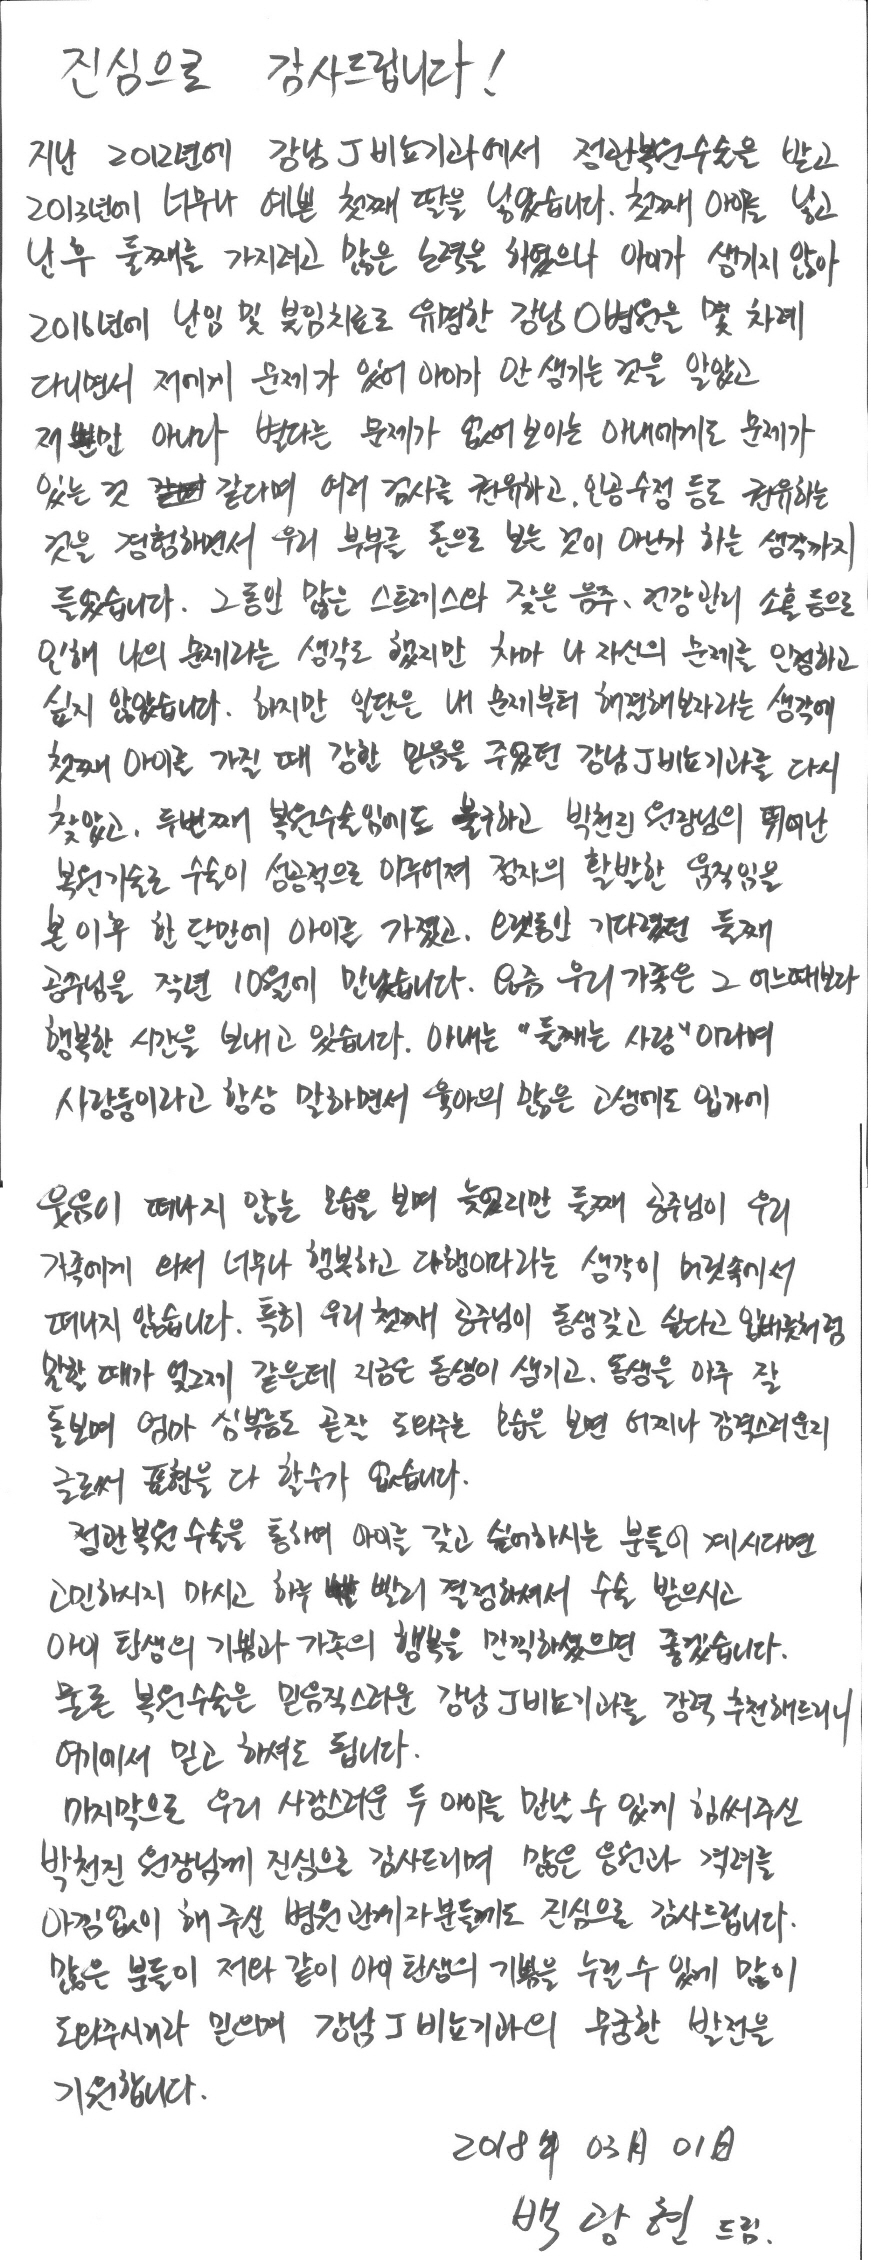 진심으로 감사드립니다!
지난 2012년에 강남 J 비뇨기과에서 정관복원수술을 받고
2013년에 너무나 예쁜 첫째 딸을 낳았습니다. 첫째 아이를 낳고
난 후 둘째를 가지려고 많은 노력을 하였으나 아이가 생기지 않아
2016년에 난임 및 불임치료로 유명한 강남 O병원을 몇 차례
다니면서 저에게 문제가 있어 아이가 안 생기는 것을 알았고
저 뿐만 아니라 별다른 문제가 없어 보이는 아내에게도 문제가
있는 것 같다며 여러 검사를 권유하고, 인공수정 등도 권유하는
것을 경험하면서 우리 부부를 돈으로 보는 것이 아닌가 하는 생각까지
들었습니다. 그동안 많은 스트레스와 잦은 음주, 건강관리 소홀 등으로
인해 나의 문제라는 생각도 했지만 차마 나 자신의 문제를 인정하고
싶지 않았습니다. 하지만 일단은 내 문제부터 해결해보자라는 생각에
첫째 아이를 가질 때 강한 믿음을 주었던 강남 J 비뇨기과를 다시
찾았고, 두번째 복원수술임에도 불구하고 박천진 원장님의 뛰어난
복원기술로 수술이 성공적으로 이루어져 정자의 활발한 움직임을
본 이후 한 달만에 아이를 가졌고, 오랫동안 기다렸던 둘째
공주님을 작년 10월에 만났습니다. 요즘 우리 가족은 그 어느때보다
행복한 시간을 보내고 있습니다. 아내는 "둘째는 사랑"이라며
사랑둥이라고 항상 말하면서 육아의 많은 고생에도 입가에
웃음이 떠나지 않는 모습을 보며 늦었지만 둘째 공주님이 우리
가족에게 와서 너무나 행복하고 다행이다라는 생각이 머릿속에서
떠나지 않습니다. 특히 우리 첫째 공주님이 동생갖고 싶다고 입버릇처럼
말할 때가 엊그제 같은데 지금은 동생이 생기고, 동생을 아주 잘
돌보며 엄마 심부름도 곧잘 도와주는 모습을 보면 어찌나 감격스러운지
글로써 표현을 다 할수가 없습니다.
정관복원 수술을 통하여 아이를 갖고 싶어하시는 분들이 계시다면
고민하시지 마시고 하루 빨리 결정하셔서 수술 받으시고
아이 탄생의 기쁨과 가족의 행복을 만끽하셨으면 좋겠습니다.
물론 복원수술은 믿음직스러운 강남 J 비뇨기과를 강력 추천해드리니
여기에서 믿고 하셔도 됩니다.
마지막으로 우리 사랑스러운 두 아이를 만날 수 있게 힘써주신
박천진 원장님께 진심으로 감사드리며 많은 응원과 격려를
아낌없이 해 주신 병원관계자분들께도 진심으로 감사드립니다.
많은 분들이 저와 같이 아이 탄생의 기쁨을 누릴 수 있게 많이
도와주시리라 믿으며 강남 J 비뇨기과의 무궁한 발전을
기원합니다.
2018年 03月 01日
백광현 드림.